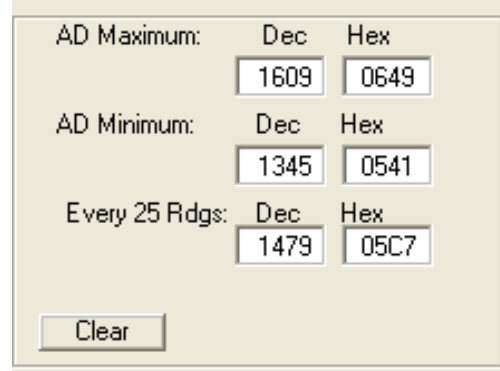 AD Maximum: Dec Hex
1609 0649
AD Minimum: Dec Hex
1345 0541
Every 25 Rdgs: Dec Hex
1479 05C7
Clear